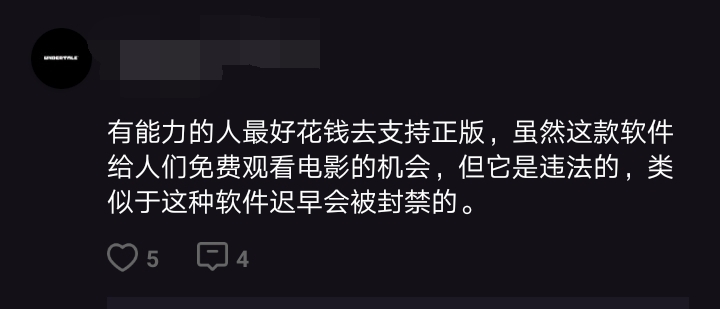 UNDERTALE
有能力的人最好花钱去支持正版，虽然这款软件
给人们免费观看电影的机会，但它是违法的，类
似于这种软件迟早会被封禁的。
5 4